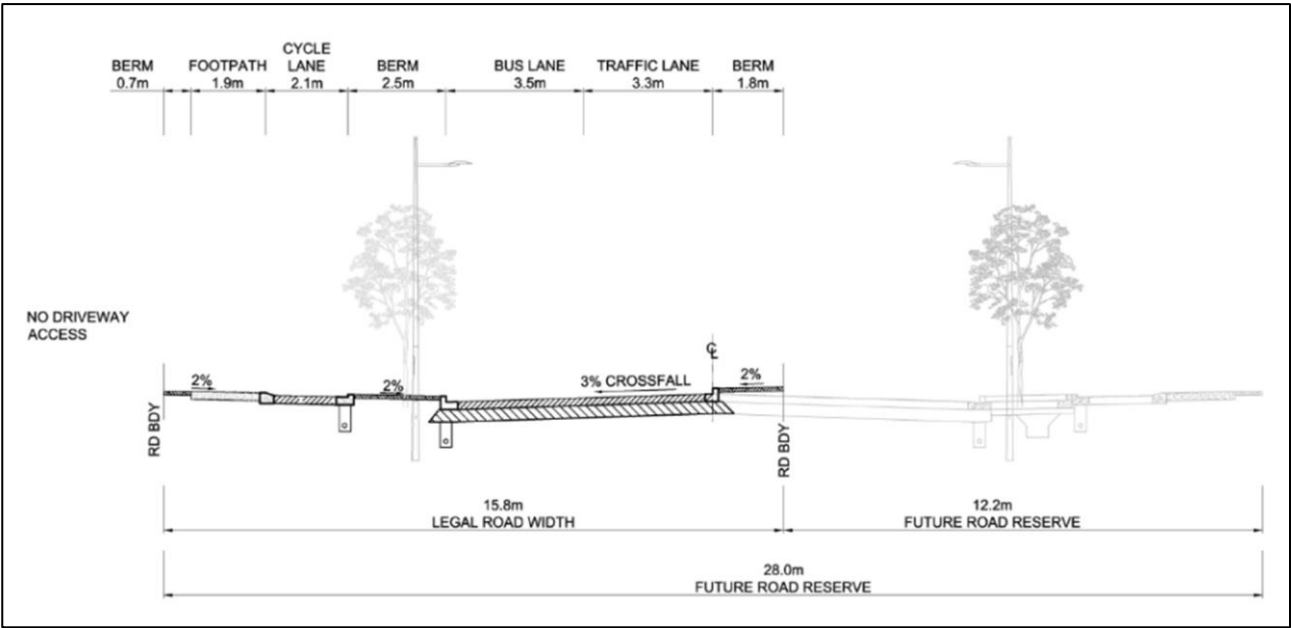 BERM
0.7m
FOOTPATH
1.9m
CYCLE
LANE
2.1m
BERM
2.5m
BUS LANE
3.5m
TRAFFIC LANE
3.3m
BERM
1.8m
NO DRIVEWAY
ACCESS
2%
2%
3% CROSSFALL
℄
2%
RD BDY
RD BDY
15.8m
LEGAL ROAD WIDTH
12.2m
FUTURE ROAD RESERVE
28.0m
FUTURE ROAD RESERVE